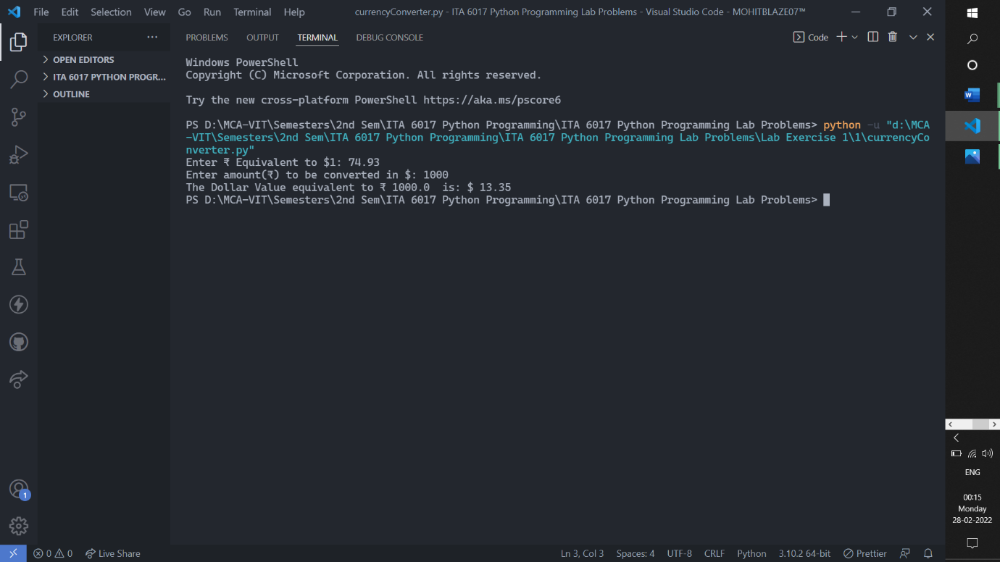 File Edit Selection View Go Run Terminal Help
currencyConverter.py - ITA 6017 Python Programming Lab Problems - Visual Studio Code - MOHITBLAZE07™
EXPLORER
OPEN EDITORS
ITA 6017 PYTHON PROGR...
OUTLINE
PROBLEMS OUTPUT TERMINAL DEBUG CONSOLE
Code
Windows PowerShell
Copyright (C) Microsoft Corporation. All rights reserved.
Try the new cross-platform PowerShell https://aka.ms/pscore6
PS D:\MCA-VIT\Semesters\2nd Sem\ITA 6017 Python Programming\ITA 6017 Python Programming Lab Problems> python -u "d:\MCA
-VIT\Semesters\2nd Sem\ITA 6017 Python Programming\ITA 6017 Python Programming Lab Problems\Lab Exercise 1\1\currencyCo
nverter.py"
Enter ₹ Equivalent to $1: 74.93
Enter amount(₹) to be converted in $: 1000
The Dollar Value equivalent to ₹ 1000.0  is: $ 13.35
PS D:\MCA-VIT\Semesters\2nd Sem\ITA 6017 Python Programming\ITA 6017 Python Programming Lab Problems>
1
0 0 Live Share
Ln 3, Col 3 Spaces: 4 UTF-8 CRLF Python 3.10.2 64-bit Prettier
W
ENG
00:15
Monday
28-02-2022